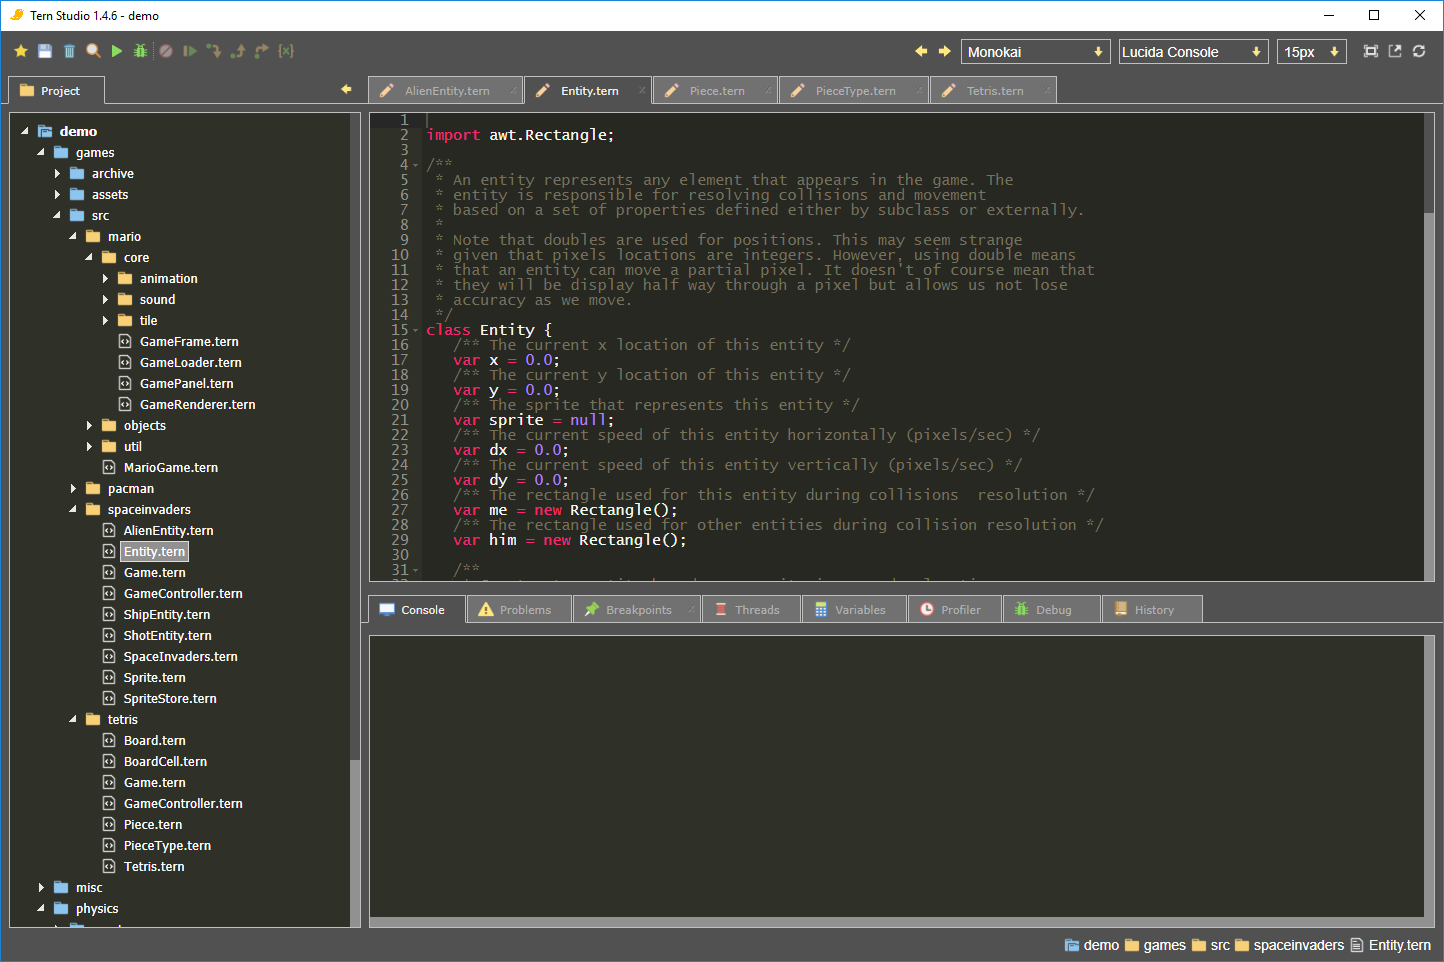 Tern Studio 1.4.6 - demo
Monokai
Lucida Console
15px
Project
AlienEntity.tern
Entity.tern
Piece.tern
PieceType.tern
Tetris.tern
demo
games
archive
assets
src
mario
core
animation
sound
tile
GameFrame.tern
GameLoader.tern
GamePanel.tern
GameRenderer.tern
objects
util
MarioGame.tern
pacman
spaceinvaders
AlienEntity.tern
Entity.tern
Game.tern
GameController.tern
ShipEntity.tern
ShotEntity.tern
SpaceInvaders.tern
Sprite.tern
SpriteStore.tern
tetris
Board.tern
BoardCell.tern
Game.tern
GameController.tern
Piece.tern
PieceType.tern
Tetris.tern
misc
physics
1
2 import awt.Rectangle;
3
4 /**
5 * An entity represents any element that appears in the game. The
6 * entity is responsible for resolving collisions and movement
7 * based on a set of properties defined either by subclass or externally.
8 *
9 * Note that doubles are used for positions. This may seem strange
10 * given that pixels locations are integers. However, using double means
11 * that an entity can move a partial pixel. It doesn't of course mean that
12 * they will be display half way through a pixel but allows us not lose
13 * accuracy as we move.
14 */
15 class Entity {
16 /** The current x location of this entity */
17 var x = 0.0;
18 /** The current y location of this entity */
19 var y = 0.0;
20 /** The sprite that represents this entity */
21 var sprite = null;
22 /** The current speed of this entity horizontally (pixels/sec) */
23 var dx = 0.0;
24 /** The current speed of this entity vertically (pixels/sec) */
25 var dy = 0.0;
26 /** The rectangle used for this entity during collisions  resolution */
27 var me = new Rectangle();
28 /** The rectangle used for other entities during collision resolution */
29 var him = new Rectangle();
30
31 /**
Console
Problems
Breakpoints
Threads
Variables
Profiler
Debug
History
demo games src spaceinvaders Entity.tern